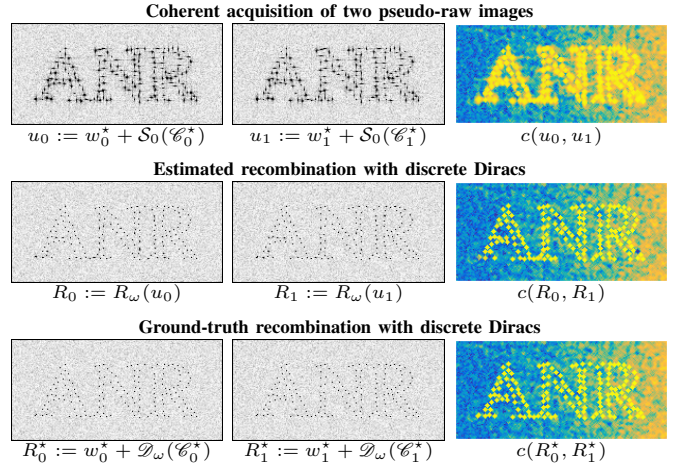 Coherent acquisition of two pseudo-raw images
ANR ANR ANR
u₀ := w₀⋆ + 𝒮₀(𝒞₀⋆) u₁ := w₁⋆ + 𝒮₀(𝒞₁⋆) c(u₀, u₁)
Estimated recombination with discrete Diracs
ANR ANR ANR
R₀ := R_ω(u₀) R₁ := R_ω(u₁) c(R₀, R₁)
Ground-truth recombination with discrete Diracs
ANR ANR ANR
R₀⋆ := w₀⋆ + 𝒟_ω(𝒞₀⋆) R₁⋆ := w₁⋆ + 𝒟_ω(𝒞₁⋆) c(R₀⋆, R₁⋆)